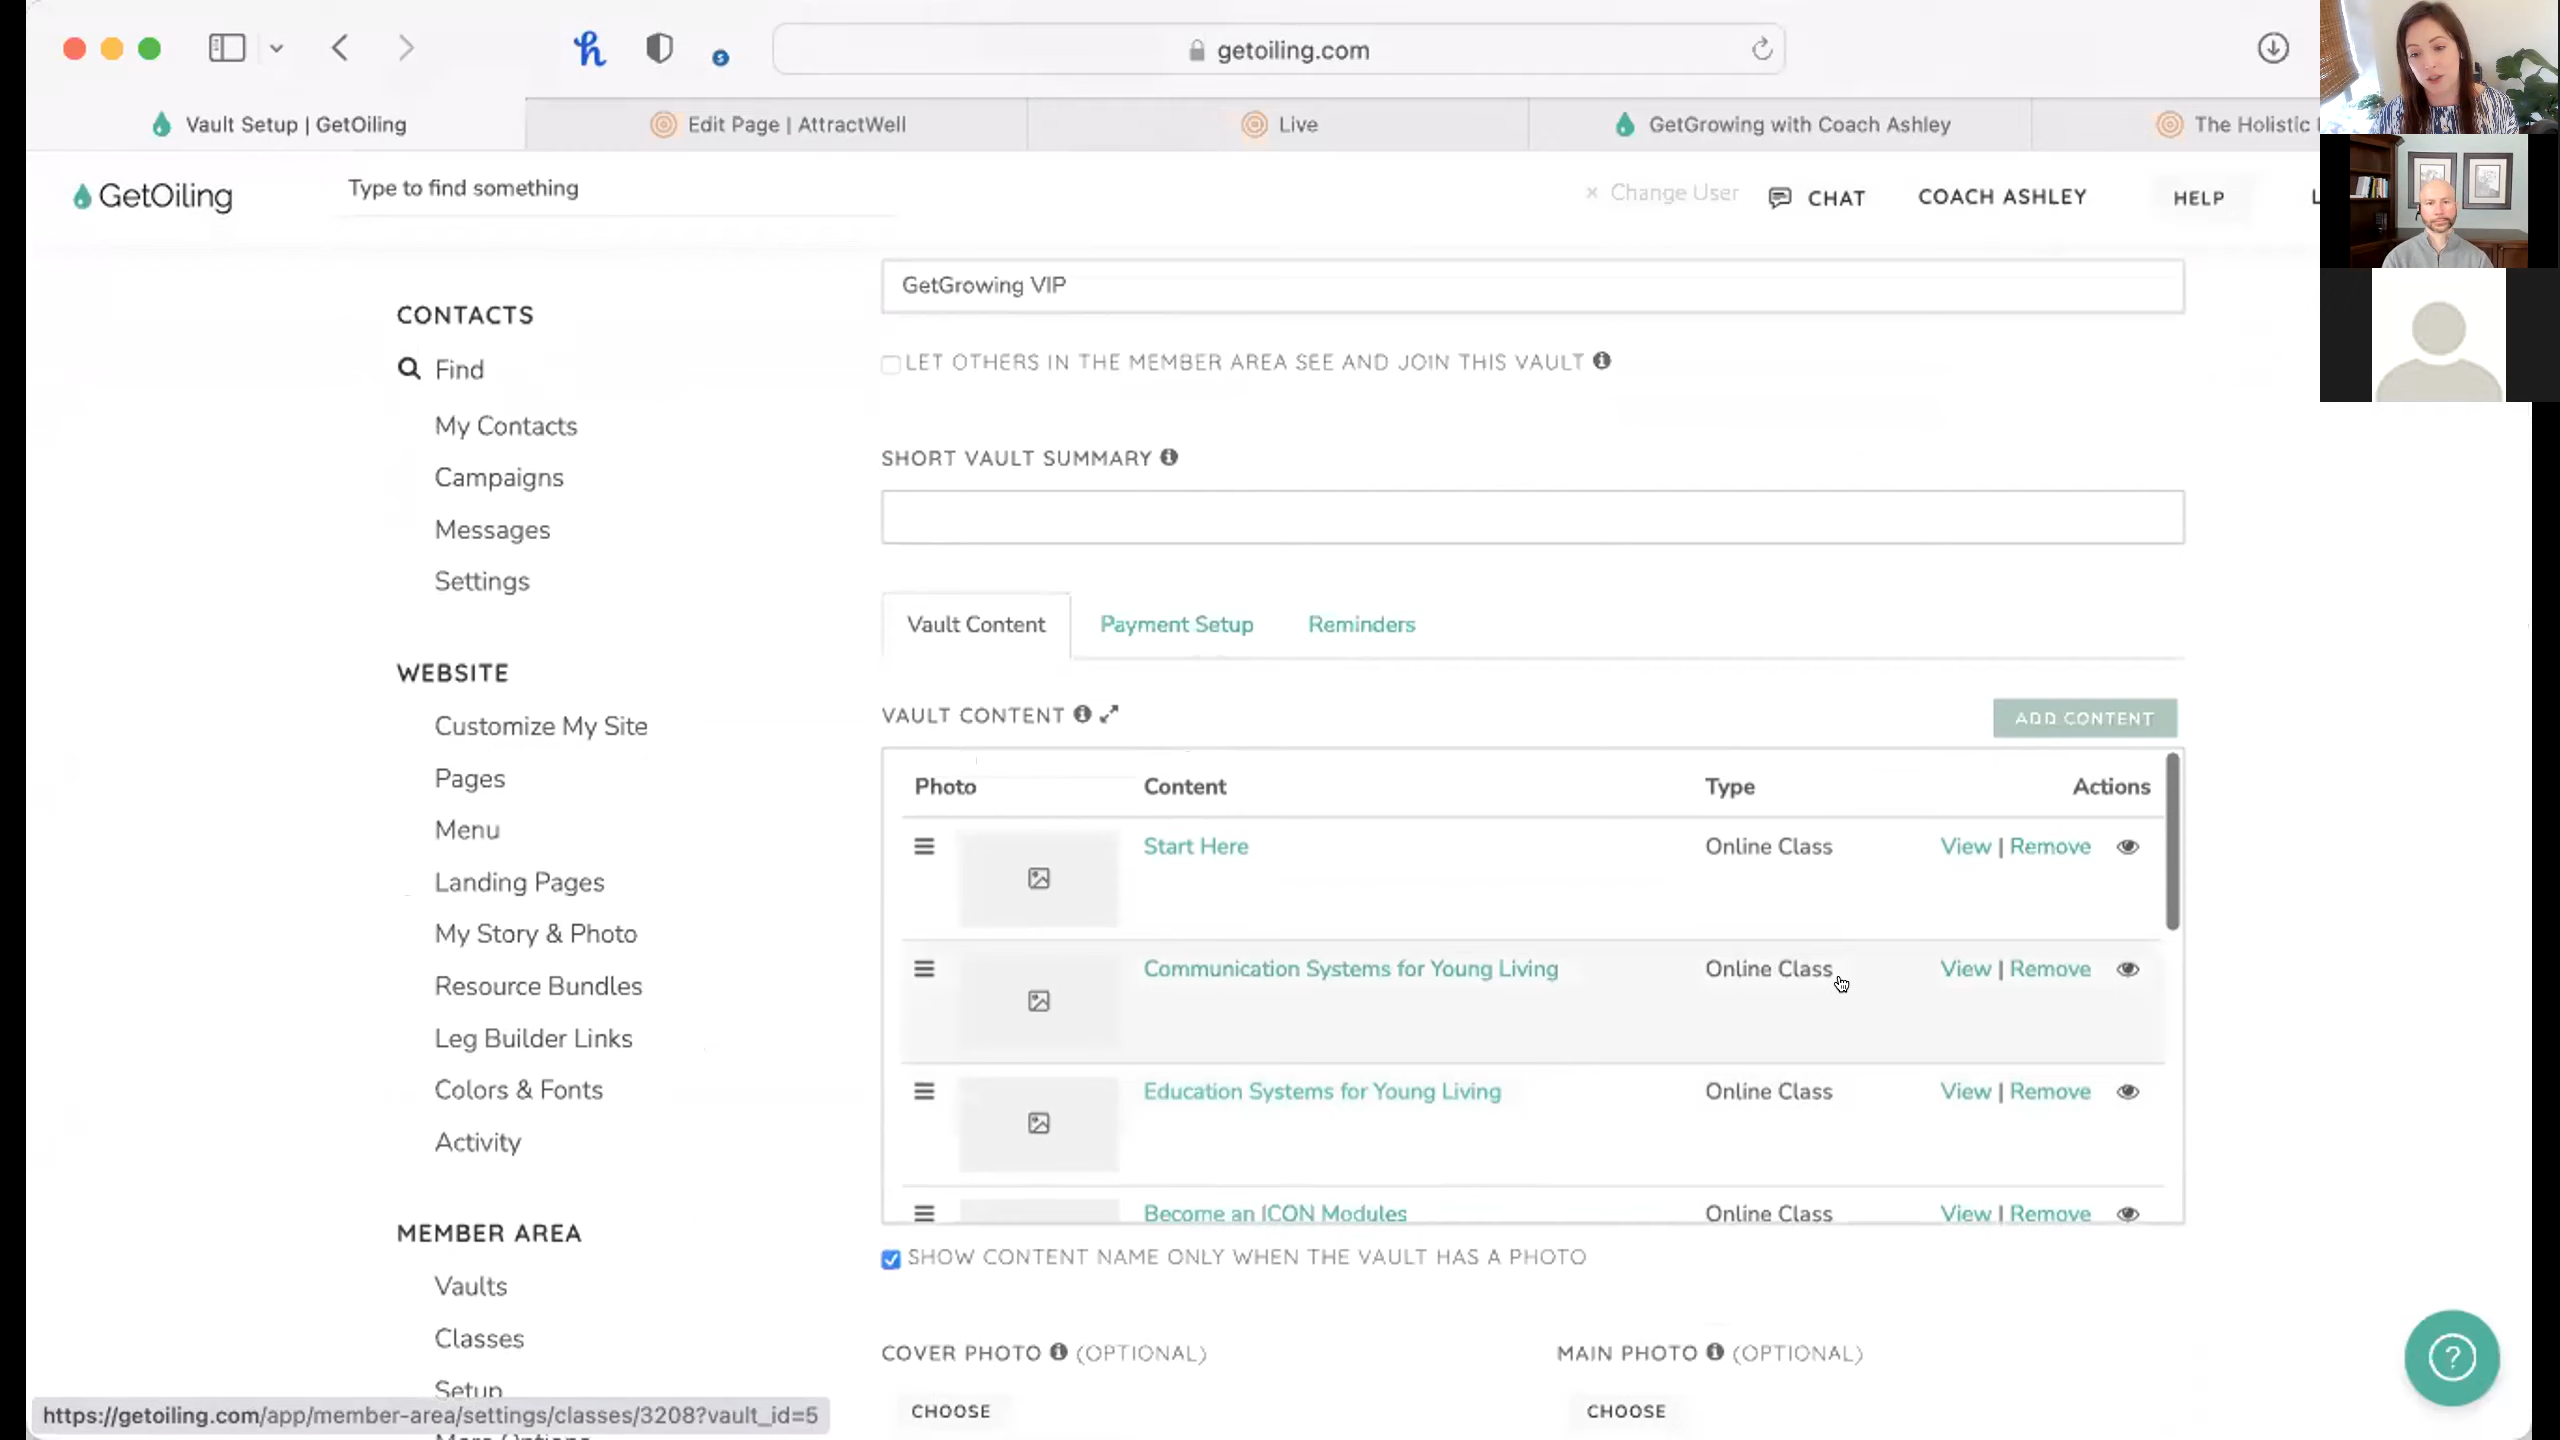 getoiling.com
Vault Setup | GetOiling
Edit Page | AttractWell
Live
GetGrowing with Coach Ashley
The Holistic
GetOiling
Type to find something
× Change User
CHAT
COACH ASHLEY
HELP
CONTACTS
Find
My Contacts
Campaigns
Messages
Settings
WEBSITE
Customize My Site
Pages
Menu
Landing Pages
My Story & Photo
Resource Bundles
Leg Builder Links
Colors & Fonts
Activity
MEMBER AREA
Vaults
Classes
Setup
More Options
https://getoiling.com/app/member-area/settings/classes/3208?vault_id=5
GetGrowing VIP
LET OTHERS IN THE MEMBER AREA SEE AND JOIN THIS VAULT
SHORT VAULT SUMMARY
Vault Content
Payment Setup
Reminders
VAULT CONTENT
ADD CONTENT
Photo Content Type Actions
Start Here Online Class View | Remove
Communication Systems for Young Living Online Class View | Remove
Education Systems for Young Living Online Class View | Remove
Become an ICON Modules Online Class View | Remove
SHOW CONTENT NAME ONLY WHEN THE VAULT HAS A PHOTO
COVER PHOTO (OPTIONAL)
MAIN PHOTO (OPTIONAL)
CHOOSE
CHOOSE